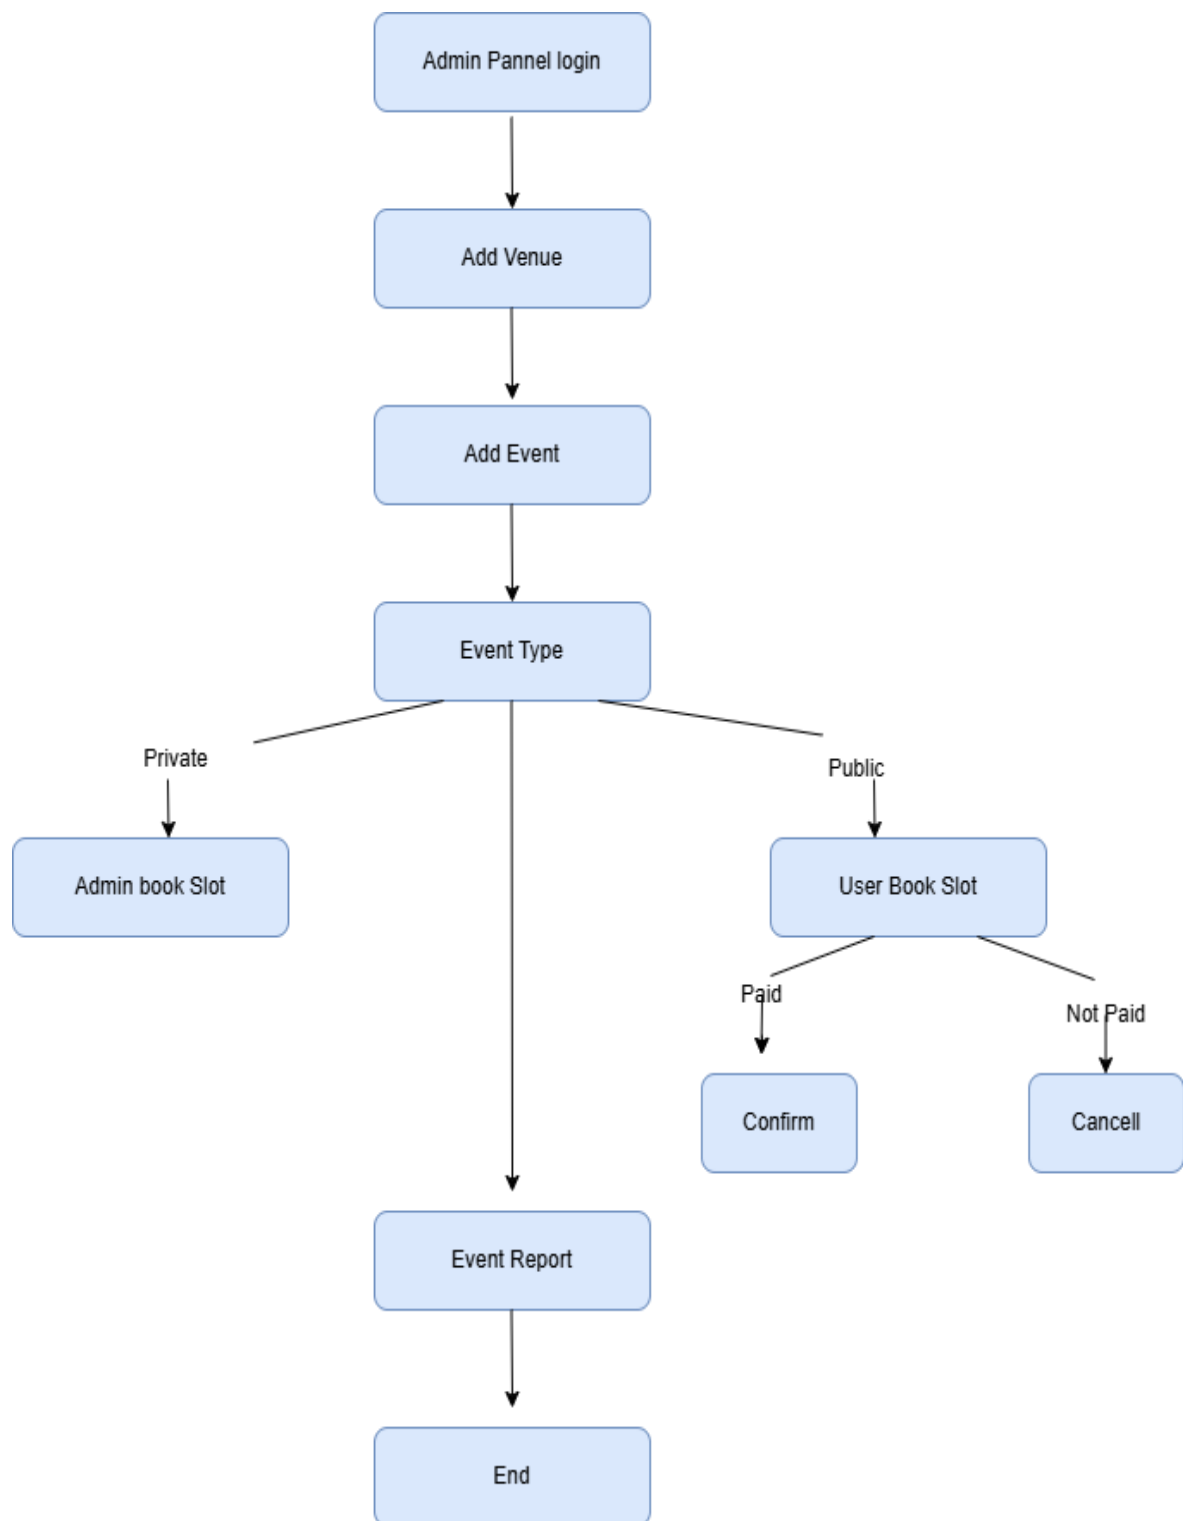 Admin Pannel login
Add Venue
Add Event
Event Type
Private
Public
Admin book Slot
User Book Slot
Paid
Not Paid
Confirm
Cancell
Event Report
End